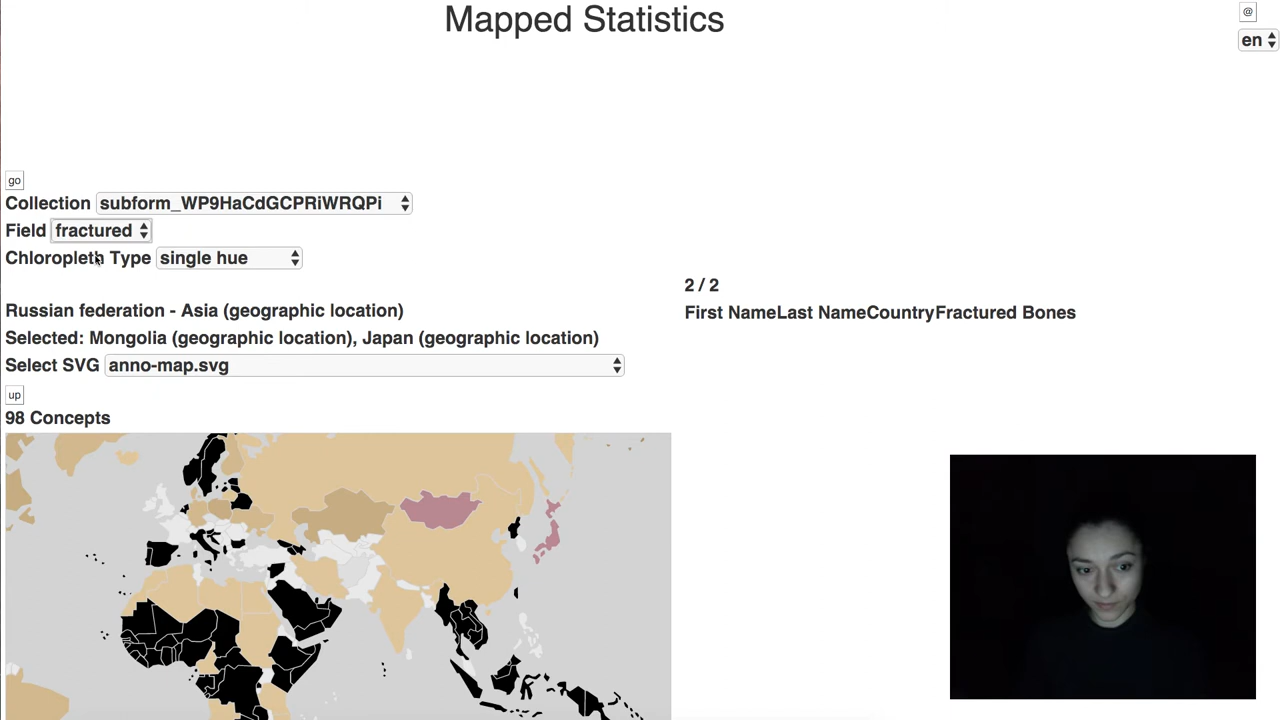 Mapped Statistics
@
en
go
Collection subform_WP9HaCdGCPRiWRQPi
Field fractured
Chloropleth Type single hue
2 / 2
Russian federation - Asia (geographic location)
First NameLast NameCountryFractured Bones
Selected: Mongolia (geographic location), Japan (geographic location)
Select SVG anno-map.svg
up
98 Concepts